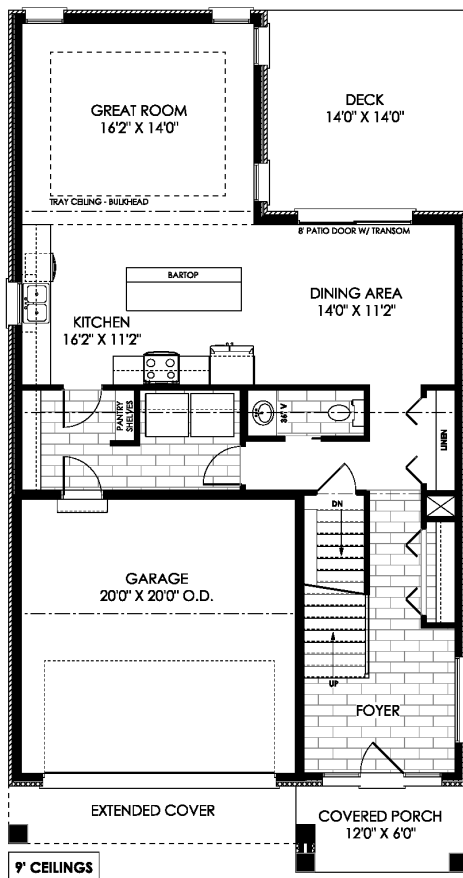 GREAT ROOM
16'2" X 14'0"
DECK
14'0" X 14'0"
TRAY CEILING - BULKHEAD
8' PATIO DOOR W/ TRANSOM
BARTOP
DINING AREA
14'0" X 11'2"
KITCHEN
16'2" X 11'2"
PANTRY
SHELVES
36" V
LINEN
DN
GARAGE
20'0" X 20'0" O.D.
UP
FOYER
EXTENDED COVER
COVERED PORCH
12'0" X 6'0"
9' CEILINGS